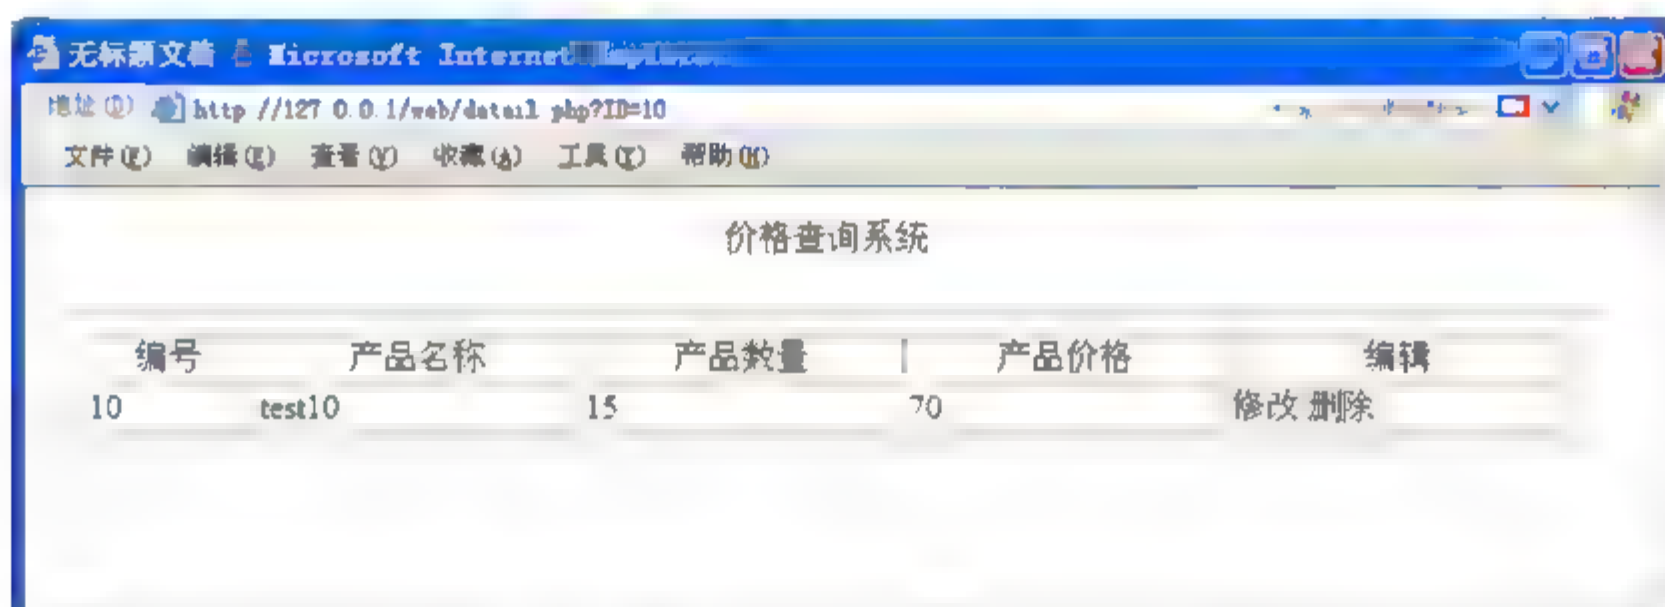 无标题文档 Microsoft Internet
地址(D) http //127 0.0.1/web/detail php?ID=10
文件(F) 编辑(E) 查看(V) 收藏(A) 工具(T) 帮助(H)
价格查询系统
编号 产品名称 产品数量 产品价格 编辑
10 test10 15 70 修改 删除